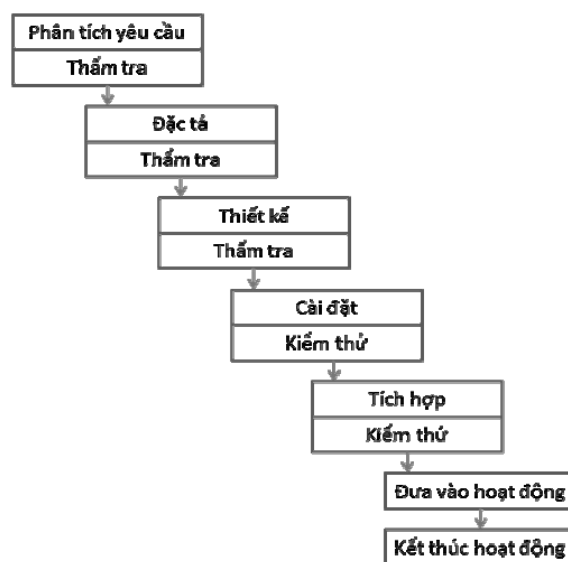 Phân tích yêu cầu
Thẩm tra
Đặc tả
Thẩm tra
Thiết kế
Thẩm tra
Cài đặt
Kiểm thử
Tích hợp
Kiểm thử
Đưa vào hoạt động
Kết thúc hoạt động